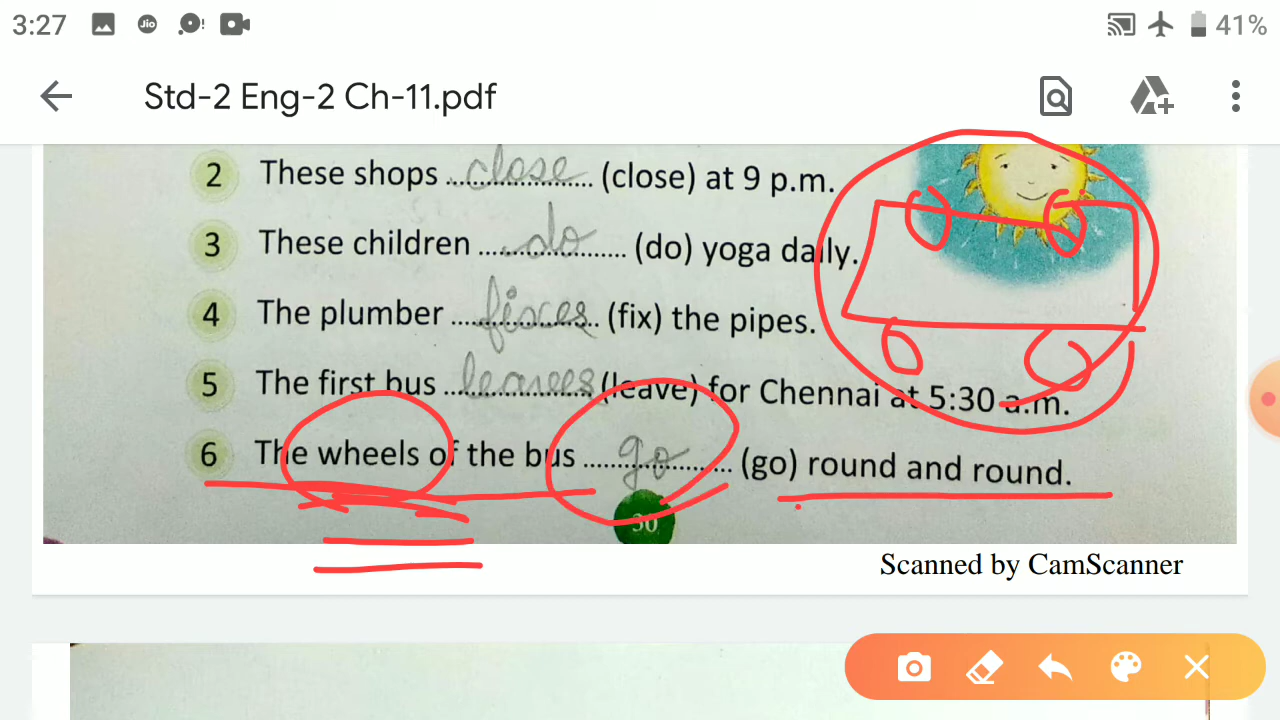 3:27 Jio 41%
Std-2 Eng-2 Ch-11.pdf
2 These shops ..close.. (close) at 9 p.m.
3 These children ..do.. (do) yoga daily.
4 The plumber ..fixes.. (fix) the pipes.
5 The first bus ..leaves.. (leave) for Chennai at 5:30 a.m.
6 The wheels of the bus ..go.. (go) round and round.
30
Scanned by CamScanner